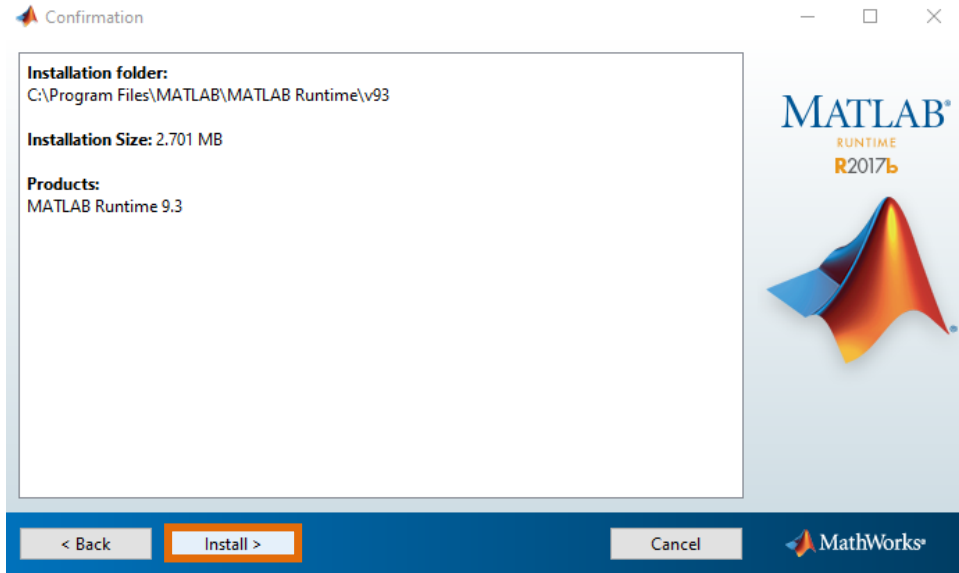 Confirmation
Installation folder:
C:\Program Files\MATLAB\MATLAB Runtime\v93
Installation Size: 2.701 MB
Products:
MATLAB Runtime 9.3
MATLAB®
RUNTIME
R2017b
®
< Back
Install >
Cancel
MathWorks®